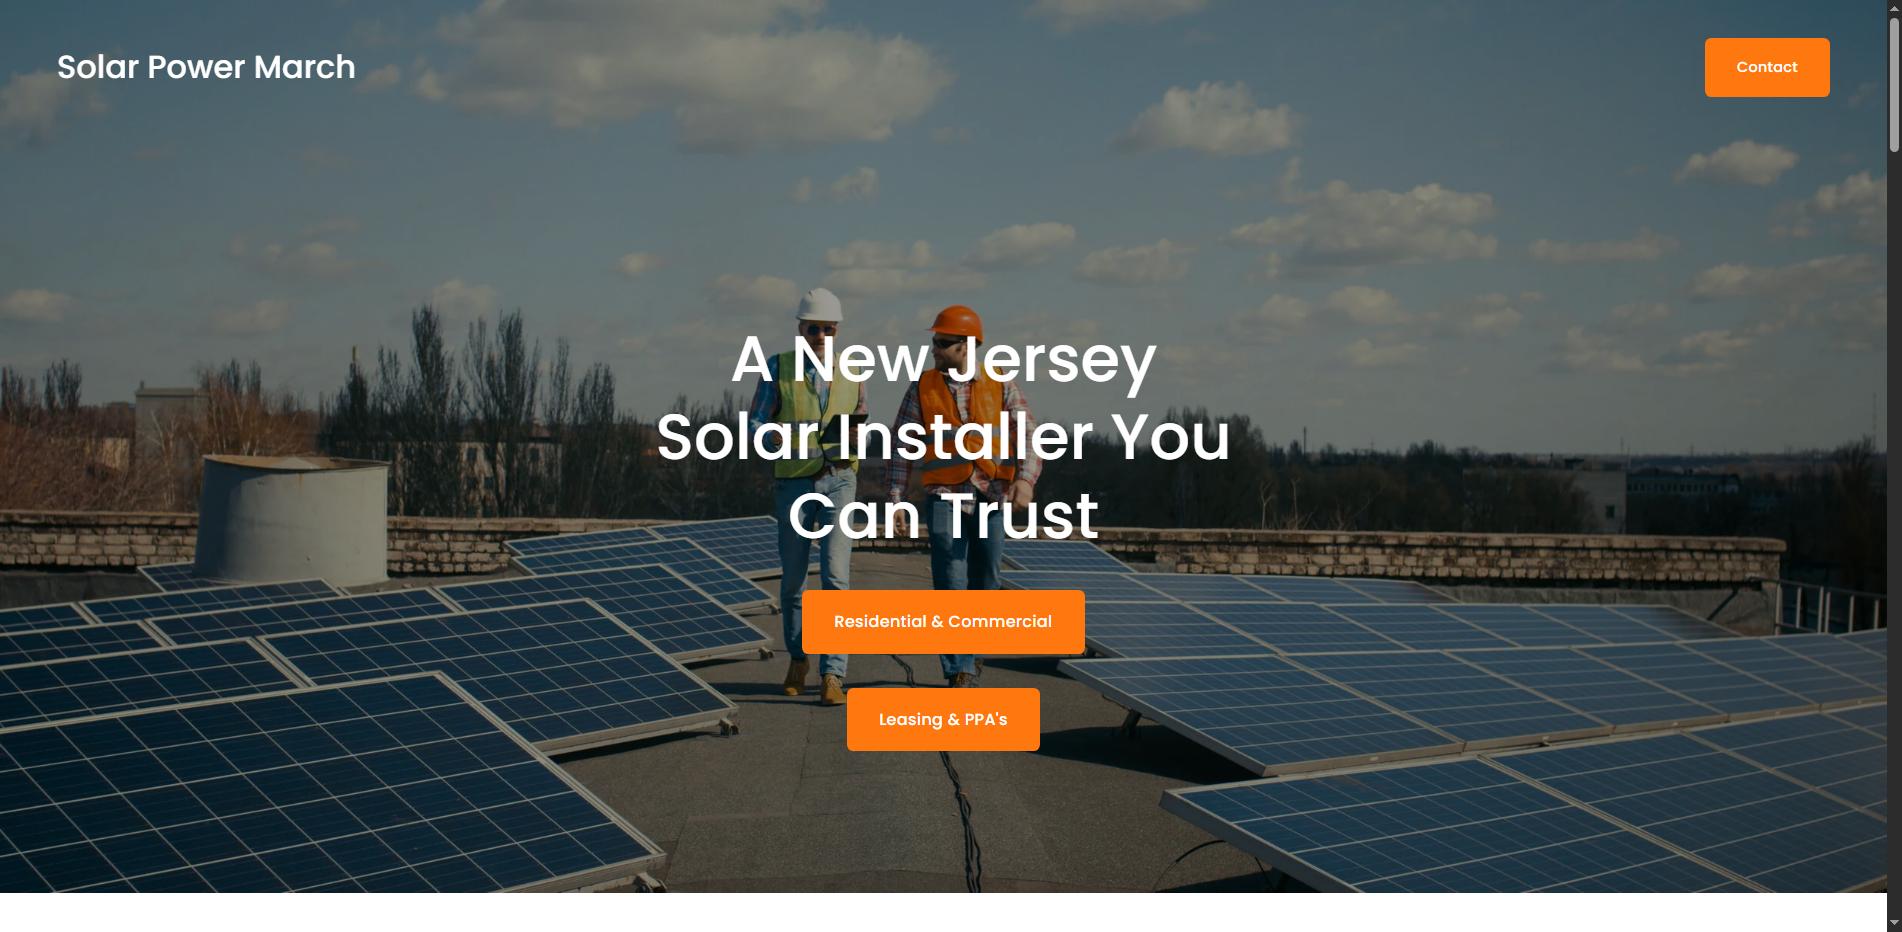 Solar Power March
Contact
A New Jersey
Solar Installer You
Can Trust
Residential & Commercial
Leasing & PPA's